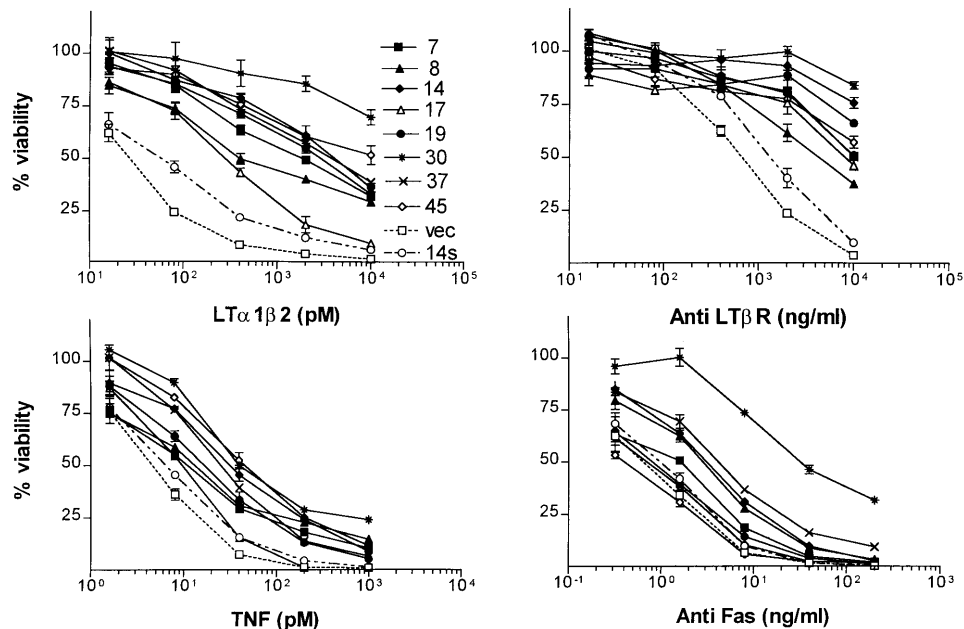 % viability
100
75
50
25
10¹ 10² 10³ 10⁴ 10⁵
LTα 1β 2 (pM)
7
8
14
17
19
30
37
45
vec
14s
100
75
50
25
10¹ 10² 10³ 10⁴ 10⁵
Anti LTβ R (ng/ml)
% viability
100
75
50
25
10⁰ 10¹ 10² 10³ 10⁴
TNF (pM)
100
75
50
25
10⁻¹ 10⁰ 10¹ 10² 10³
Anti Fas (ng/ml)